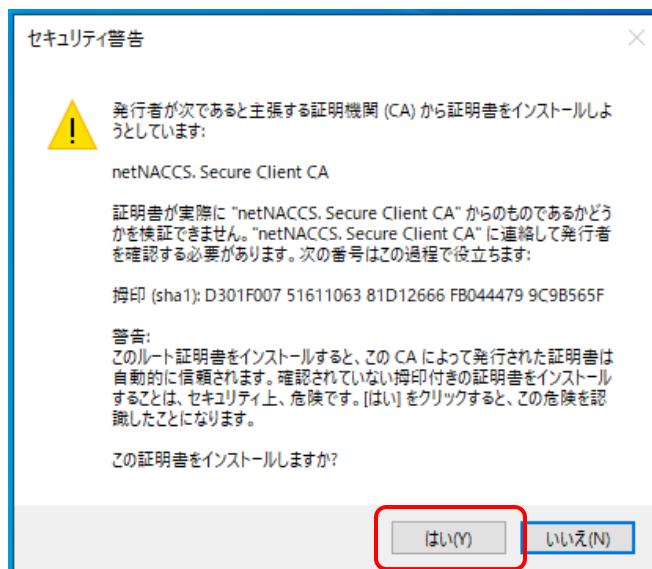 セキュリティ警告
発行者が次であると主張する証明機関 (CA) から証明書をインストールしよ
うとしています:
netNACCS. Secure Client CA
証明書が実際に "netNACCS. Secure Client CA" からのものであるかどう
かを検証できません。"netNACCS. Secure Client CA" に連絡して発行者
を確認する必要があります。次の番号はこの過程で役立ちます:
拇印 (sha1): D301F007 51611063 81D12666 FB044479 9C9B565F
警告:
このルート証明書をインストールすると、この CA によって発行された証明書は
自動的に信頼されます。確認されていない拇印付きの証明書をインストール
することは、セキュリティ上、危険です。[はい] をクリックすると、この危険を認
識したことになります。
この証明書をインストールしますか?
はい(Y) いいえ(N)